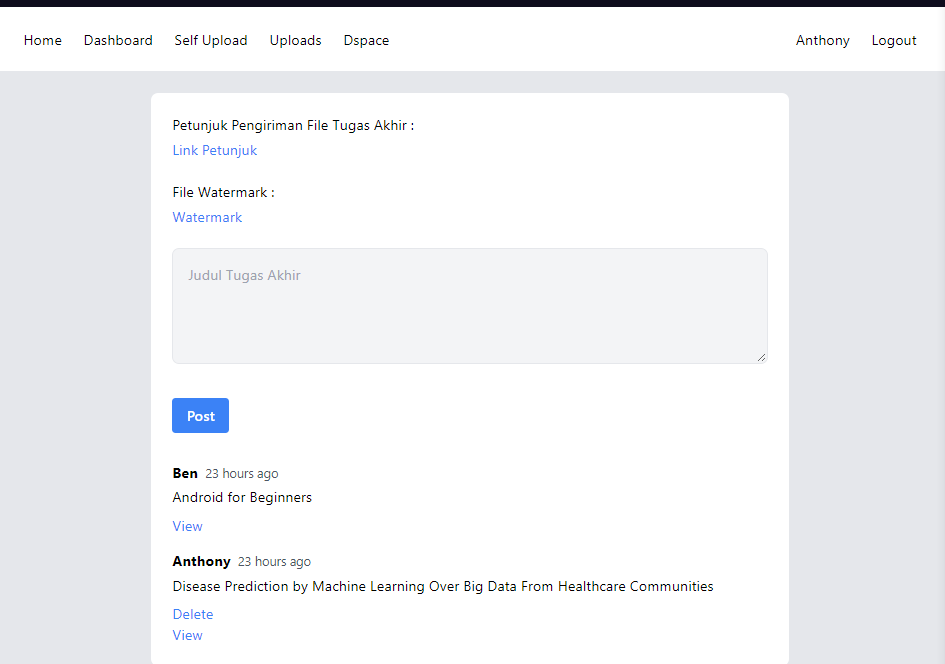 Home Dashboard Self Upload Uploads Dspace Anthony Logout
Petunjuk Pengiriman File Tugas Akhir :
Link Petunjuk
File Watermark :
Watermark
Judul Tugas Akhir
Post
Ben 23 hours ago
Android for Beginners
View
Anthony 23 hours ago
Disease Prediction by Machine Learning Over Big Data From Healthcare Communities
Delete
View